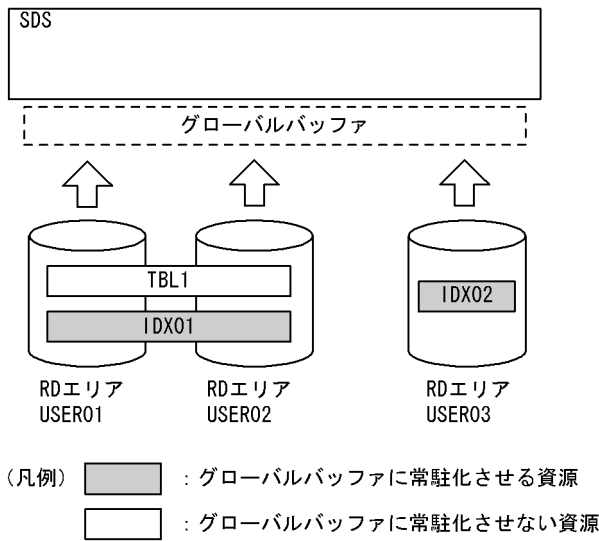 SDS
グローバルバッファ
TBL1
IDX01
IDX02
RDエリア
USER01
RDエリア
USER02
RDエリア
USER03
(凡例) :グローバルバッファに常駐化させる資源
:グローバルバッファに常駐化させない資源